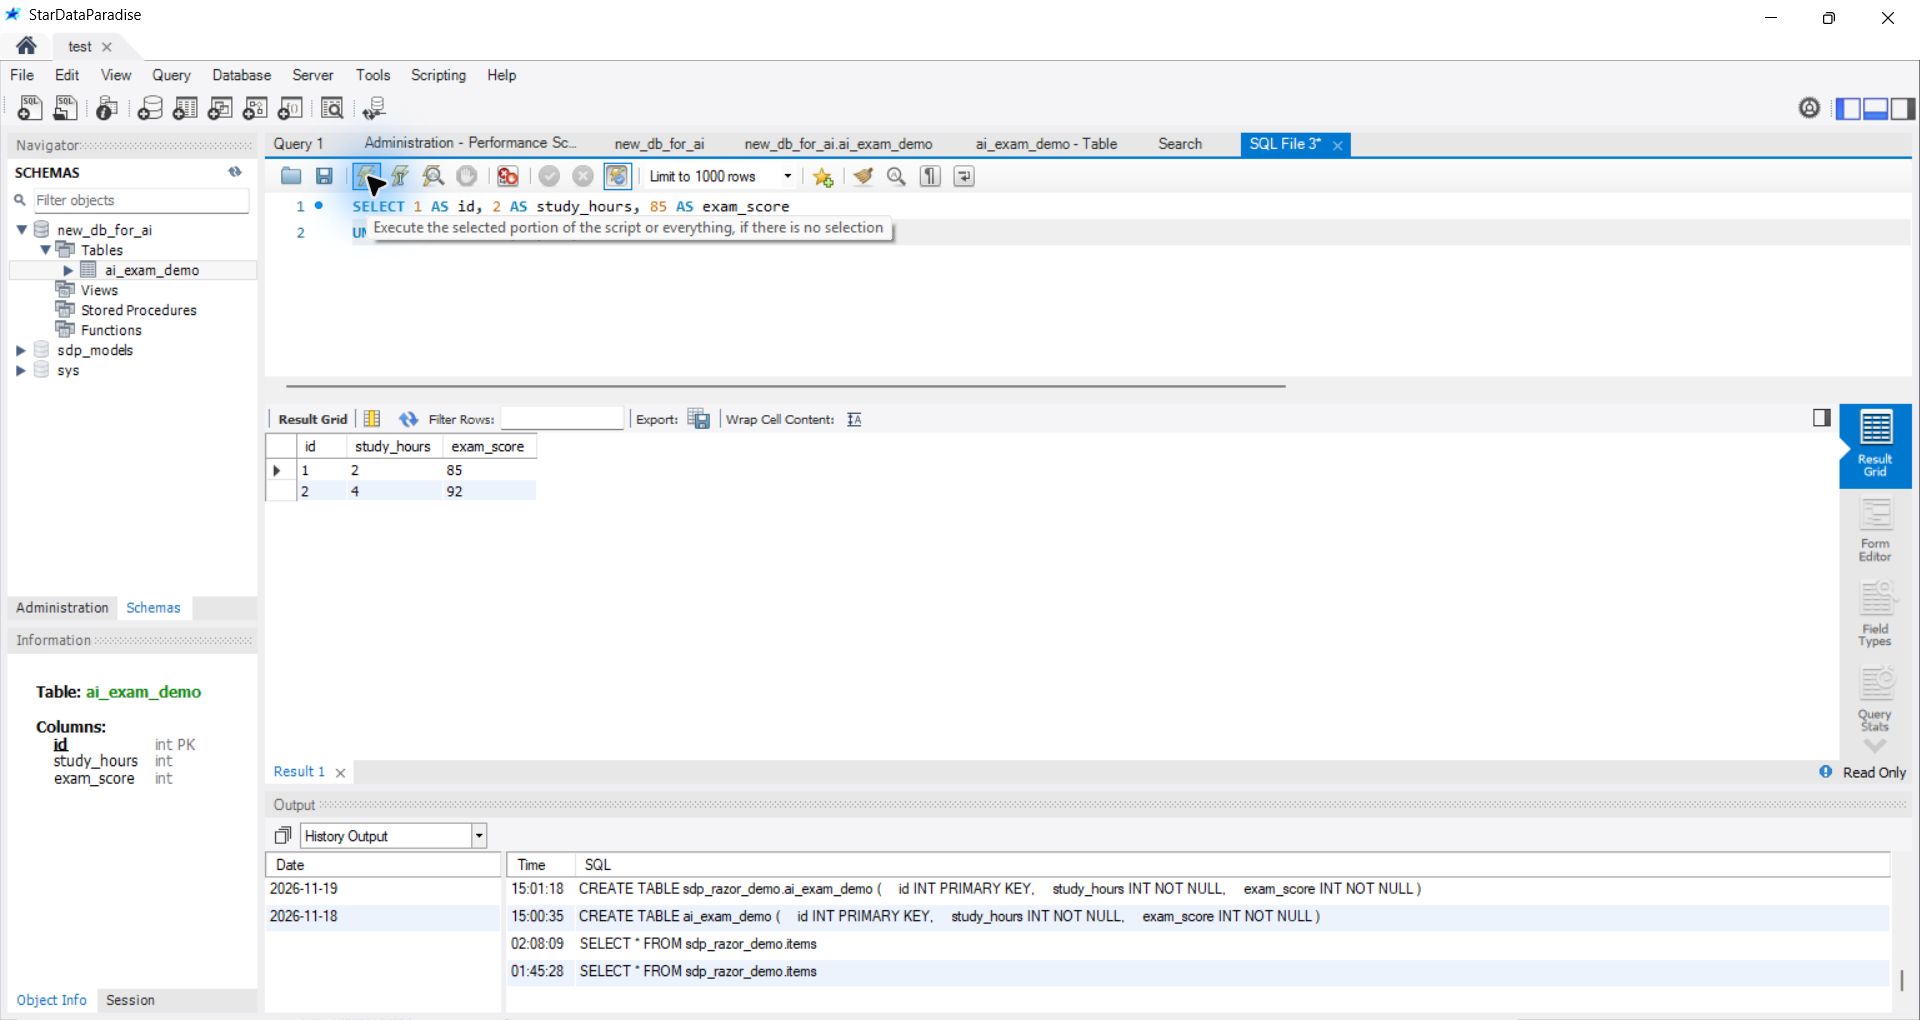 StarDataParadise
test
File Edit View Query Database Server Tools Scripting Help
SQL SQL
Navigator
SCHEMAS
Filter objects
new_db_for_ai
Tables
ai_exam_demo
Views
Stored Procedures
Functions
sdp_models
sys
Administration Schemas
Information
Table: ai_exam_demo
Columns:
id int PK
study_hours int
exam_score int
Object Info Session
Query 1 Administration - Performance Sc... new_db_for_ai new_db_for_ai.ai_exam_demo ai_exam_demo - Table Search SQL File 3*
Limit to 1000 rows
1 SELECT 1 AS id, 2 AS study_hours, 85 AS exam_score
2
Execute the selected portion of the script or everything, if there is no selection
Result Grid Filter Rows: Export: Wrap Cell Content:
id study_hours exam_score
1 2 85
2 4 92
Result Grid
Form Editor
Field Types
Query Stats
Result 1 Read Only
Output
History Output
Date Time SQL
2026-11-19 15:01:18 CREATE TABLE sdp_razor_demo.ai_exam_demo ( id INT PRIMARY KEY, study_hours INT NOT NULL, exam_score INT NOT NULL )
2026-11-18 15:00:35 CREATE TABLE ai_exam_demo ( id INT PRIMARY KEY, study_hours INT NOT NULL, exam_score INT NOT NULL )
02:08:09 SELECT * FROM sdp_razor_demo.items
01:45:28 SELECT * FROM sdp_razor_demo.items